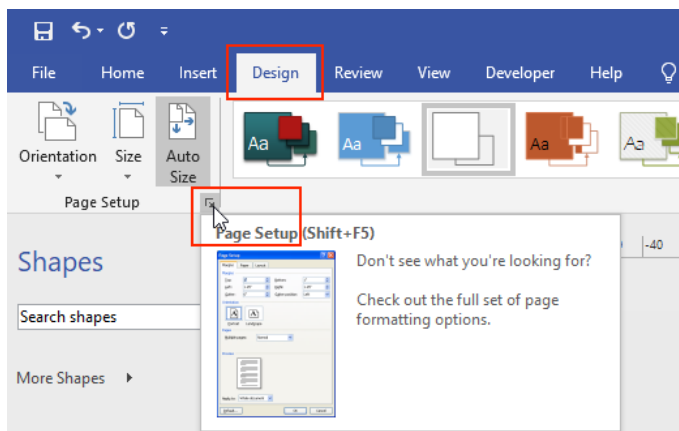 File Home Insert Design Review View Developer Help
Orientation Size Auto Size
Aa Aa Aa Aa
Page Setup
Page Setup (Shift+F5)
Shapes
-40
Don't see what you're looking for?
Search shapes
Check out the full set of page
formatting options.
More Shapes